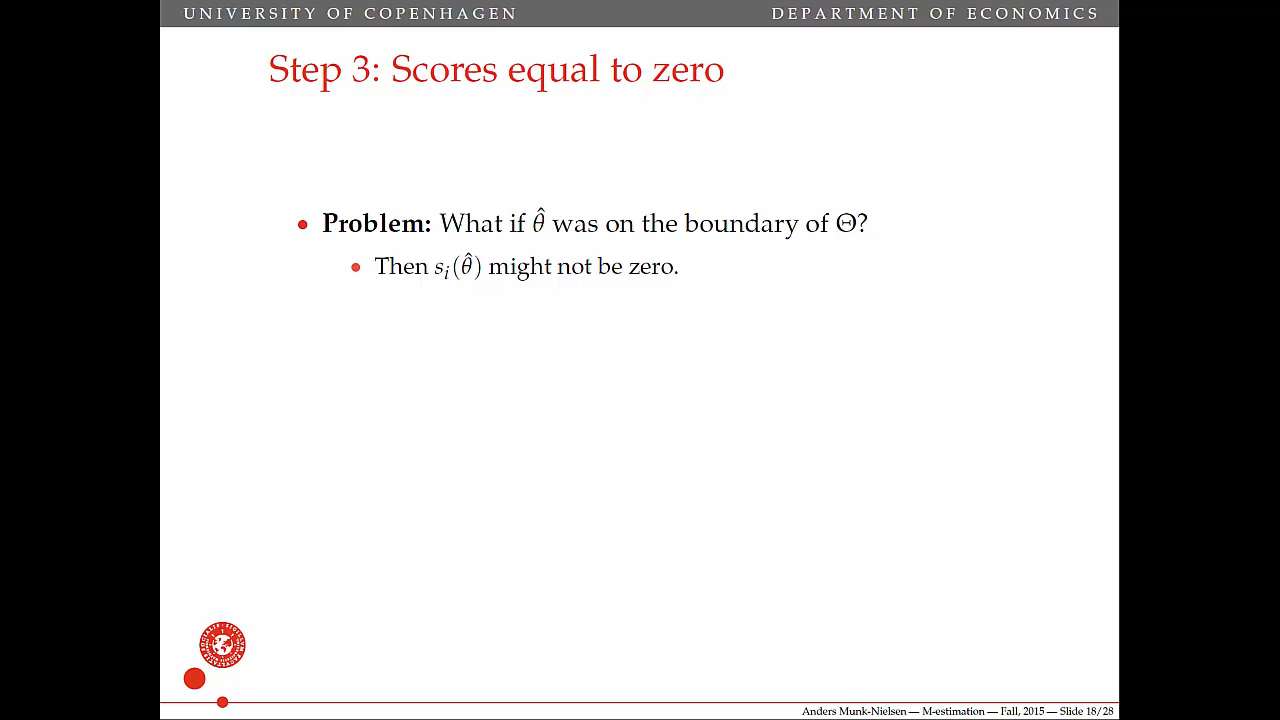 UNIVERSITY OF COPENHAGEN
DEPARTMENT OF ECONOMICS
Step 3: Scores equal to zero
• Problem: What if θ̂ was on the boundary of Θ?
• Then sᵢ(θ̂) might not be zero.
Anders Munk-Nielsen — M-estimation — Fall, 2015 — Slide 18/28